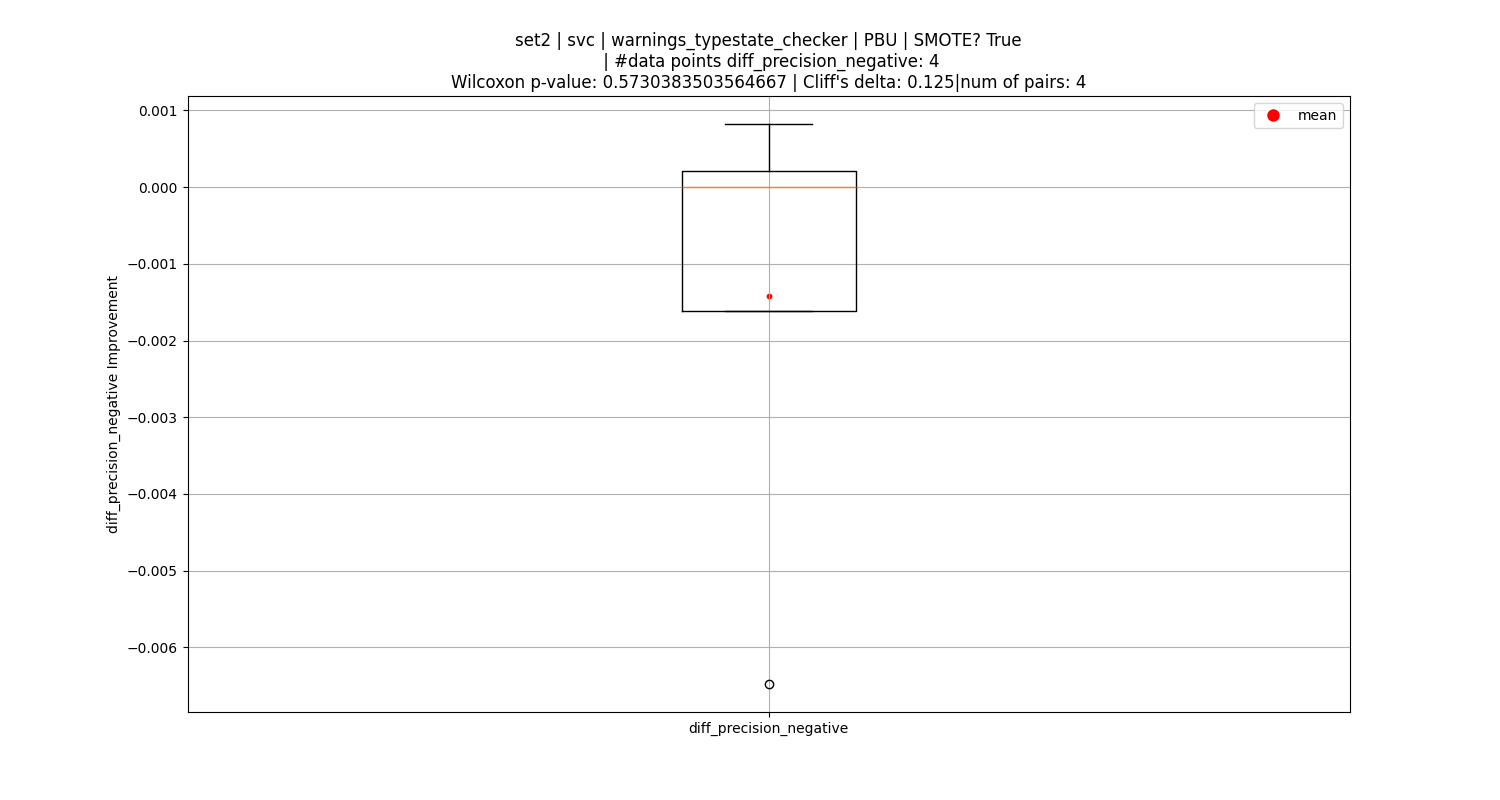 set2 | svc | warnings_typestate_checker | PBU | SMOTE? True
| #data points diff_precision_negative: 4
Wilcoxon p-value: 0.5730383503564667 | Cliff's delta: 0.125|num of pairs: 4
mean
0.001
0.000
−0.001
−0.002
−0.003
−0.004
−0.005
−0.006
diff_precision_negative Improvement
diff_precision_negative